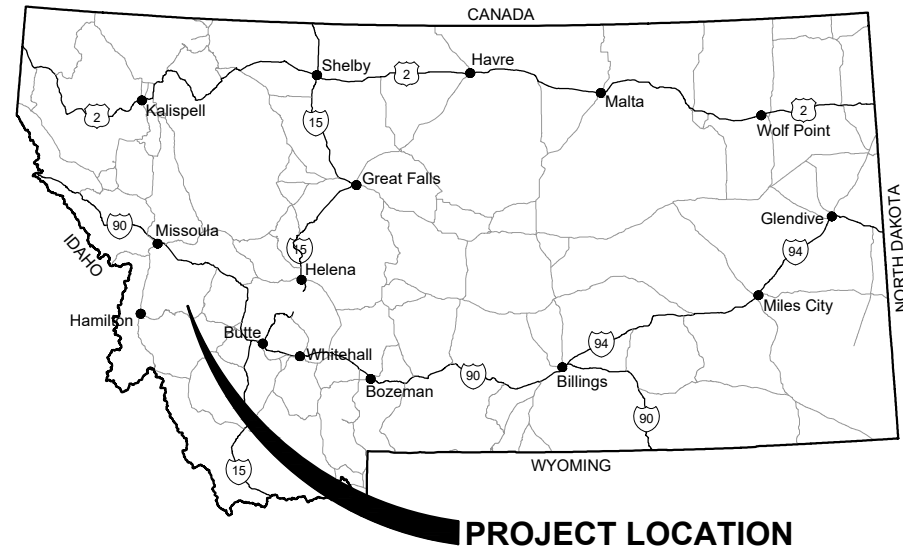 CANADA
Shelby
2
Havre
Kalispell
2
Malta
2
15
Wolf Point
Great Falls
90
Missoula
Glendive
NORTH DAKOTA
IDAHO
15
94
Helena
Miles City
Hamilton
Butte
94
Whitehall
90
Billings
Bozeman
90
15
WYOMING
PROJECT LOCATION